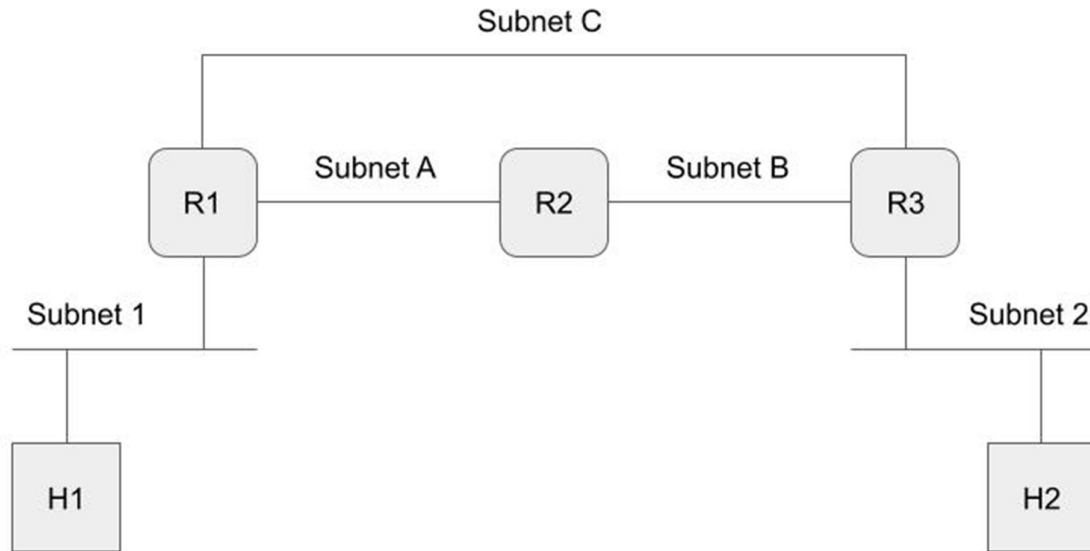 Subnet C
Subnet A
Subnet B
R1
R2
R3
Subnet 1
Subnet 2
H1
H2